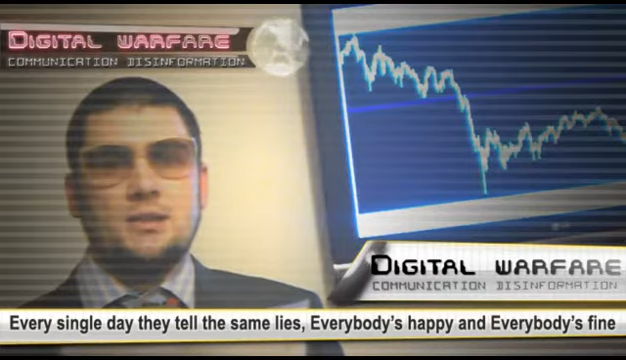 DIGITAL WARFARE
COMMUNICATION DISINFORMATION
DIGITAL WARFARE
COMMUNICATION DISINFORMATION
Every single day they tell the same lies, Everybody's happy and Everybody's fine